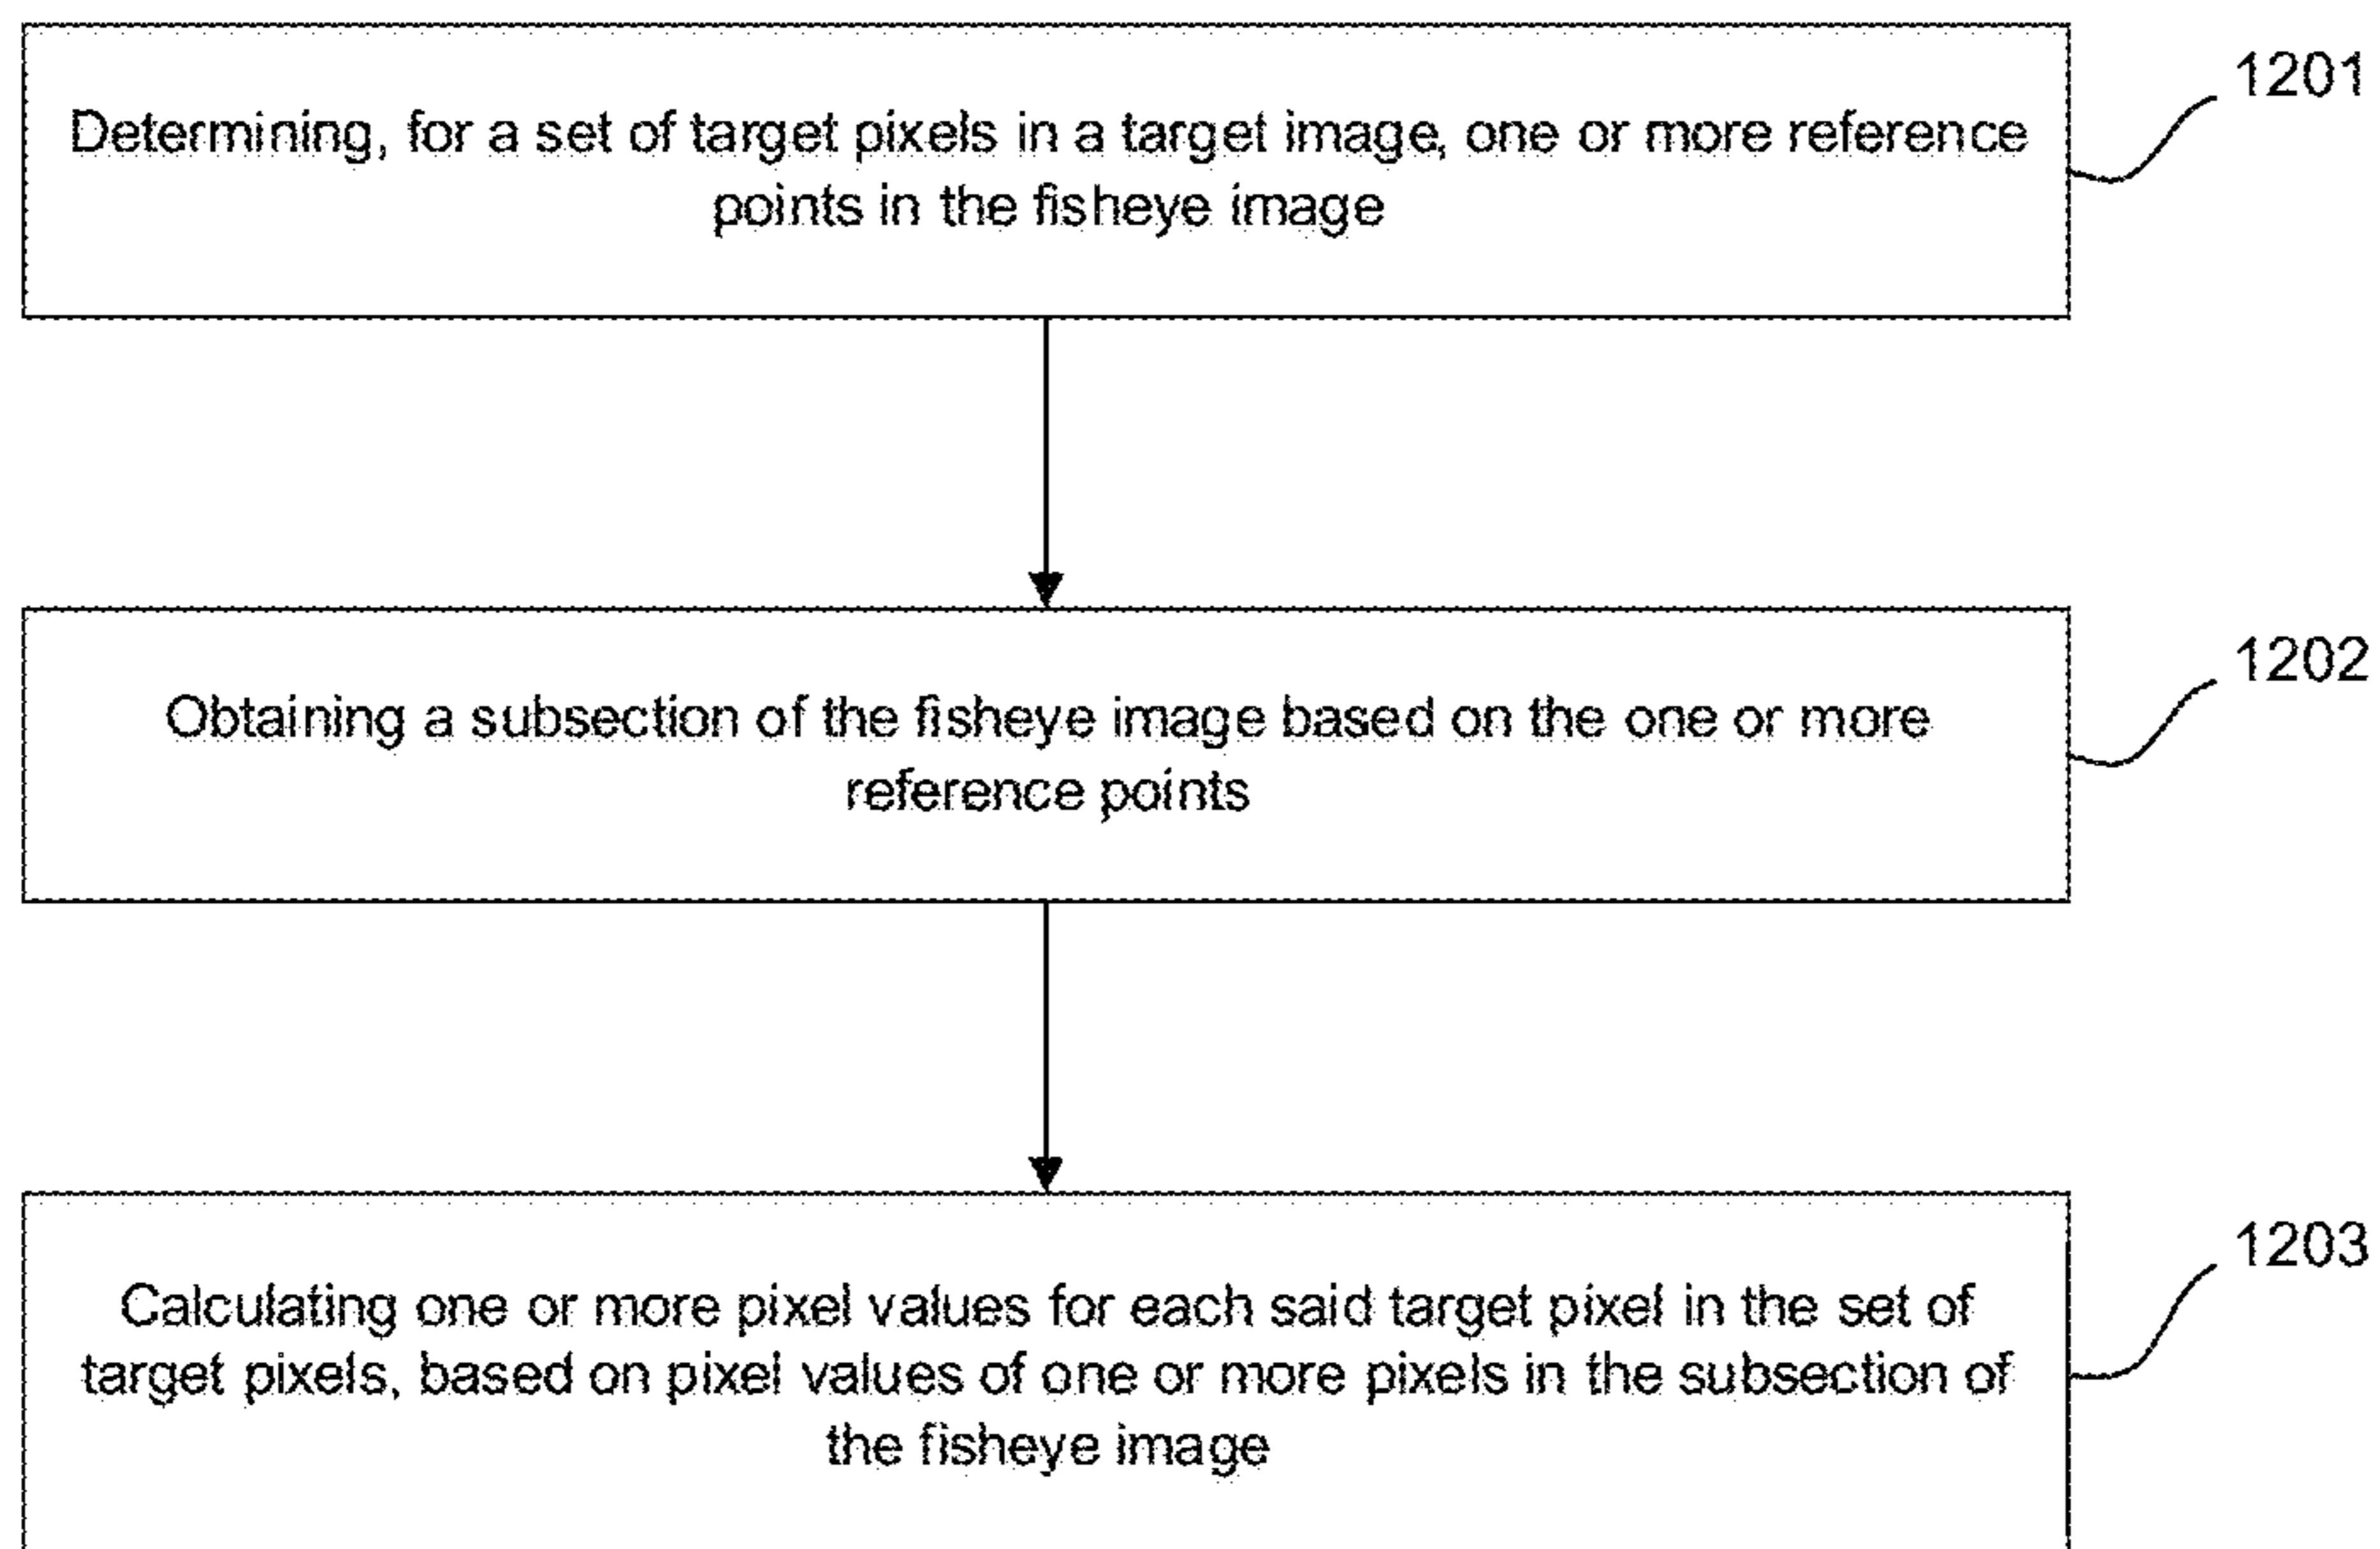 1201
Determining, for a set of target pixels in a target image, one or more reference
points in the fisheye image
1202
Obtaining a subsection of the fisheye image based on the one or more
reference points
1203
Calculating one or more pixel values for each said target pixel in the set of
target pixels, based on pixel values of one or more pixels in the subsection of
the fisheye image